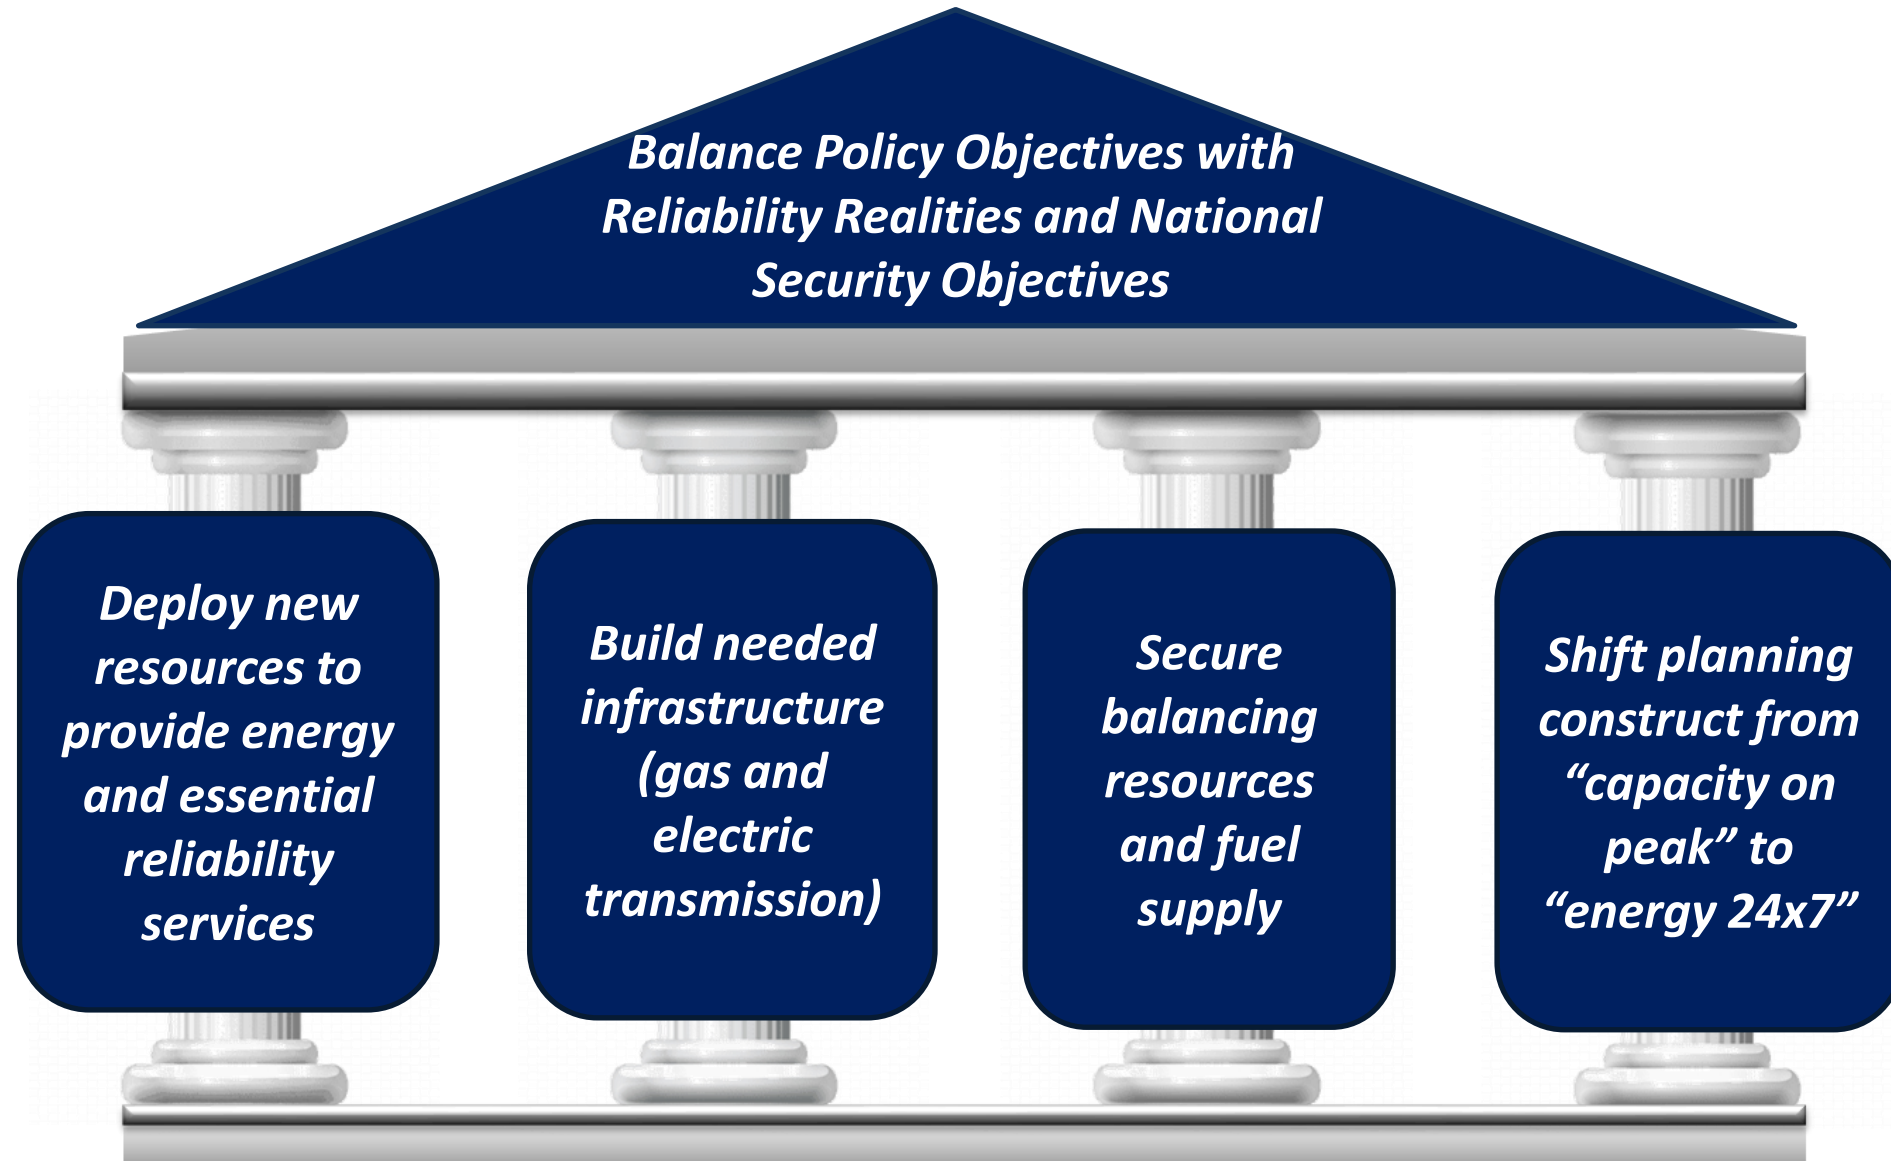 Balance Policy Objectives with
Reliability Realities and National
Security Objectives
Deploy new
resources to
provide energy
and essential
reliability
services
Build needed
infrastructure
(gas and
electric
transmission)
Secure
balancing
resources
and fuel
supply
Shift planning
construct from
“capacity on
peak” to
“energy 24x7”